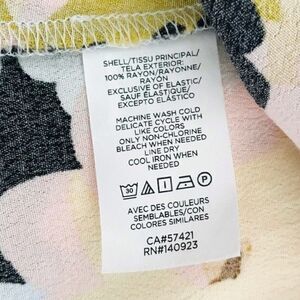 SHELL/TISSU PRINCIPAL/
TELA EXTERIOR:
100% RAYON/RAYONNE/
RAYÓN
EXCLUSIVE OF ELASTIC/
SAUF ÉLASTIQUE/
EXCEPTO ELÁSTICO
MACHINE WASH COLD
DELICATE CYCLE WITH
LIKE COLORS
ONLY NON-CHLORINE
BLEACH WHEN NEEDED
LINE DRY
COOL IRON WHEN
NEEDED
30 P
AVEC DES COULEURS
SEMBLABLES/CON
COLORES SIMILARES
CA#57421
RN#140923